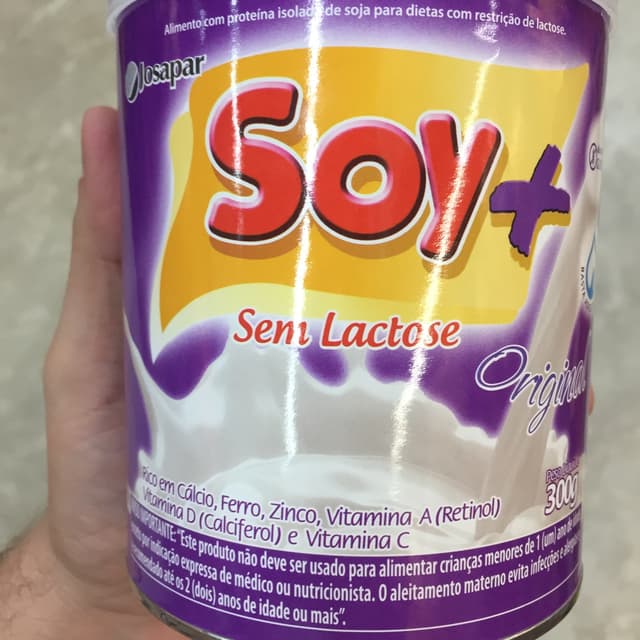 Alimento com proteína isolada de soja para dietas com restrição de lactose.
Josapar
Soy+
Sem Lactose
Original
Rico em Cálcio, Ferro, Zinco, Vitamina A (Retinol)
Vitamina D (Calciferol) e Vitamina C
300g
IMPORTANTE: "Este produto não deve ser usado para alimentar crianças menores de 1 (um) ano de
por indicação expressa de médico ou nutricionista. O aleitamento materno evita infecções e
até os 2 (dois) anos de idade ou mais".